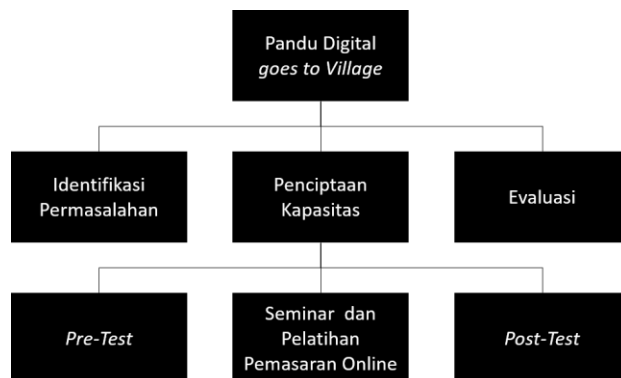 Pandu Digital
goes to Village
Identifikasi
Permasalahan
Penciptaan
Kapasitas
Evaluasi
Pre-Test
Seminar dan
Pelatihan
Pemasaran Online
Post-Test